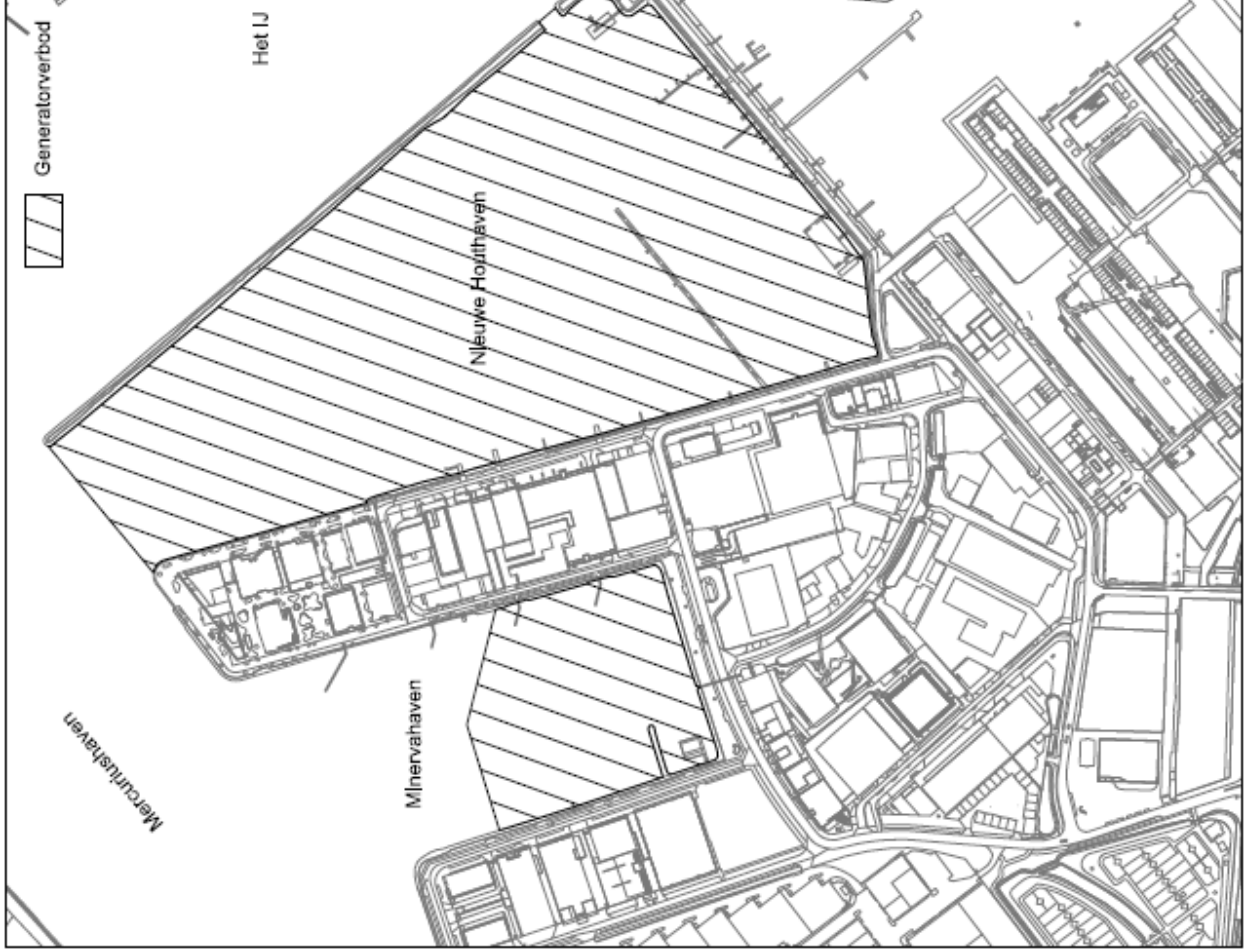 Generatorverbod
Het IJ
Nieuwe Houthaven
Minervahaven
Mercuriushaven